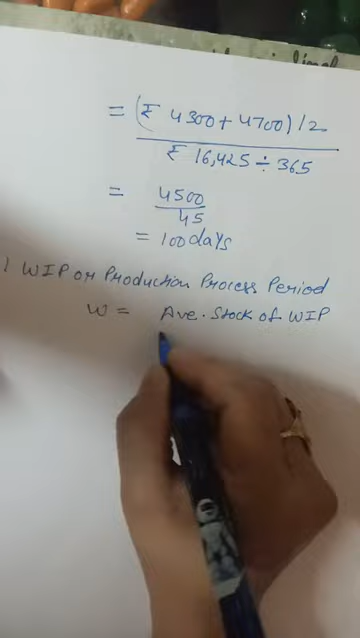 = (₹ 4300 + 4700) / 2
₹ 16,425 ÷ 365
= 4500
45
= 100 days
1 WIP or Production Process Period
W = Ave. Stock of WIP